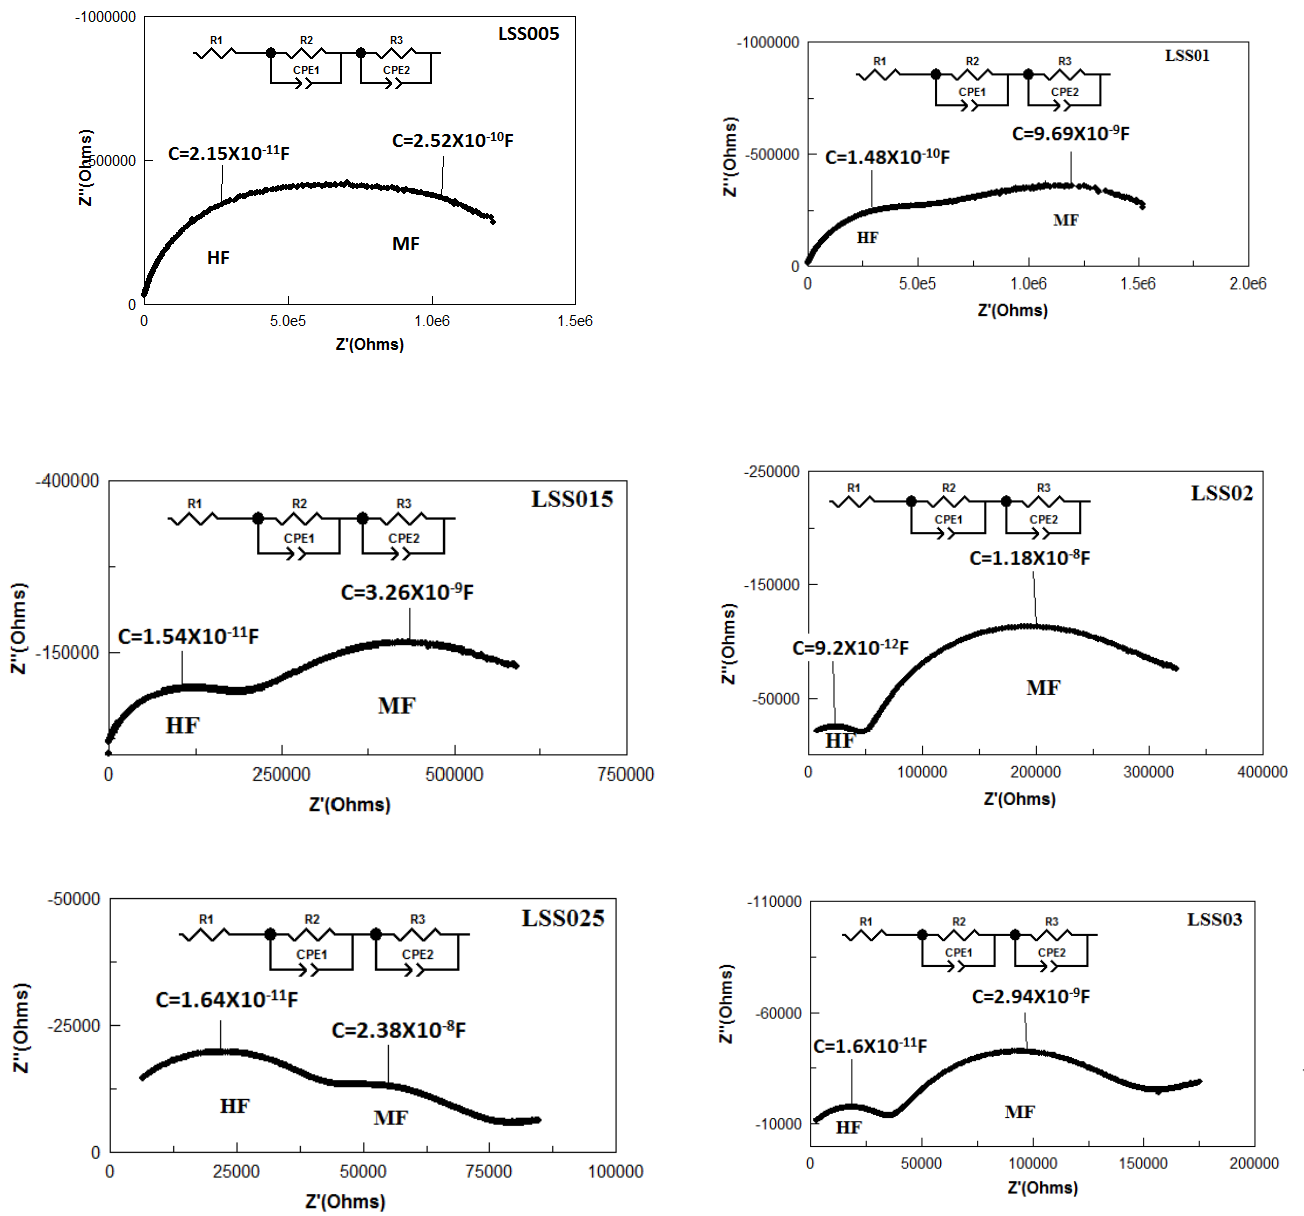 -1000000
LSS005
R1 R2 R3
CPE1 CPE2
C=2.15X10⁻¹¹F
C=2.52X10⁻¹⁰F
500000
Z''(Ohms)
HF
MF
0
0 5.0e5 1.0e6 1.5e6
Z'(Ohms)
-1000000
LSS01
R1 R2 R3
CPE1 CPE2
C=9.69X10⁻⁹F
C=1.48X10⁻¹⁰F
-500000
Z''(Ohms)
HF
MF
0
0 5.0e5 1.0e6 1.5e6 2.0e6
Z'(Ohms)
-400000
LSS015
R1 R2 R3
CPE1 CPE2
C=3.26X10⁻⁹F
C=1.54X10⁻¹¹F
-150000
Z''(Ohms)
HF
MF
0 250000 500000 750000
Z'(Ohms)
-250000
LSS02
R1 R2 R3
CPE1 CPE2
C=1.18X10⁻⁸F
-150000
C=9.2X10⁻¹²F
Z''(Ohms)
MF
-50000
HF
0 100000 200000 300000 400000
Z'(Ohms)
-50000
LSS025
R1 R2 R3
CPE1 CPE2
C=1.64X10⁻¹¹F
C=2.38X10⁻⁸F
-25000
Z''(Ohms)
HF
MF
0
0 25000 50000 75000 100000
Z'(Ohms)
-110000
LSS03
R1 R2 R3
CPE1 CPE2
C=2.94X10⁻⁹F
-60000
C=1.6X10⁻¹¹F
Z''(Ohms)
MF
HF
-10000
0 50000 100000 150000 200000
Z'(Ohms)